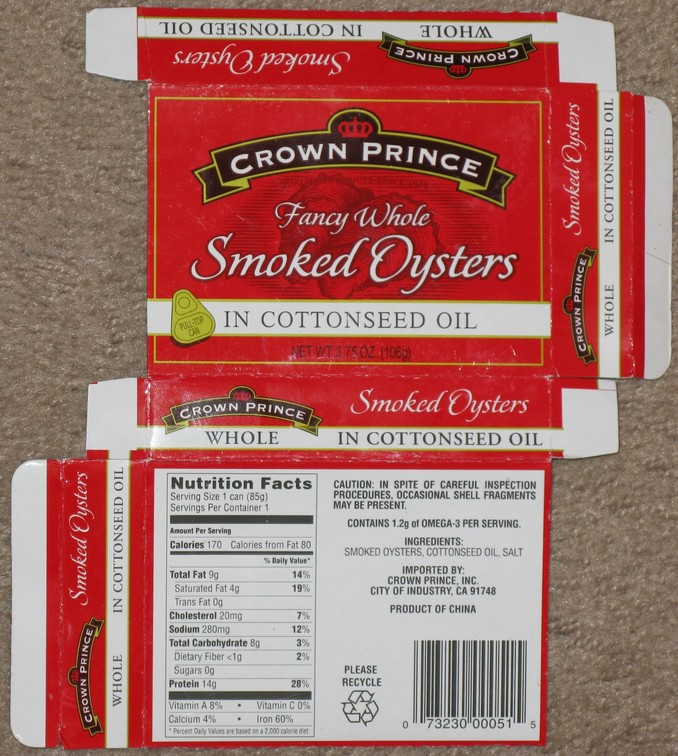 WHOLE IN COTTONSEED OIL
CROWN PRINCE Smoked Oysters
CROWN PRINCE
QUALITY PRODUCTS SINCE 1948
Fancy Whole
Smoked Oysters
PULL-TOP
CAN
IN COTTONSEED OIL
NET WT. 3.75 OZ. (106g)
Smoked Oysters
CROWN PRINCE
WHOLE IN COTTONSEED OIL
CROWN PRINCE Smoked Oysters
WHOLE IN COTTONSEED OIL
Smoked Oysters
CROWN PRINCE
WHOLE IN COTTONSEED OIL
Nutrition Facts
Serving Size 1 can (85g)
Servings Per Container 1
Amount Per Serving
Calories 170 Calories from Fat 80
% Daily Value*
Total Fat 9g 14%
Saturated Fat 4g 19%
Trans Fat 0g
Cholesterol 20mg 7%
Sodium 280mg 12%
Total Carbohydrate 8g 3%
Dietary Fiber <1g 2%
Sugars 0g
Protein 14g 28%
Vitamin A 8% • Vitamin C 0%
Calcium 4% • Iron 60%
* Percent Daily Values are based on a 2,000 calorie diet.
CAUTION: IN SPITE OF CAREFUL INSPECTION
PROCEDURES, OCCASIONAL SHELL FRAGMENTS
MAY BE PRESENT.
CONTAINS 1.2g of OMEGA-3 PER SERVING.
INGREDIENTS:
SMOKED OYSTERS, COTTONSEED OIL, SALT
IMPORTED BY:
CROWN PRINCE, INC.
CITY OF INDUSTRY, CA 91748
PRODUCT OF CHINA
PLEASE
RECYCLE
0 73230 00051 5